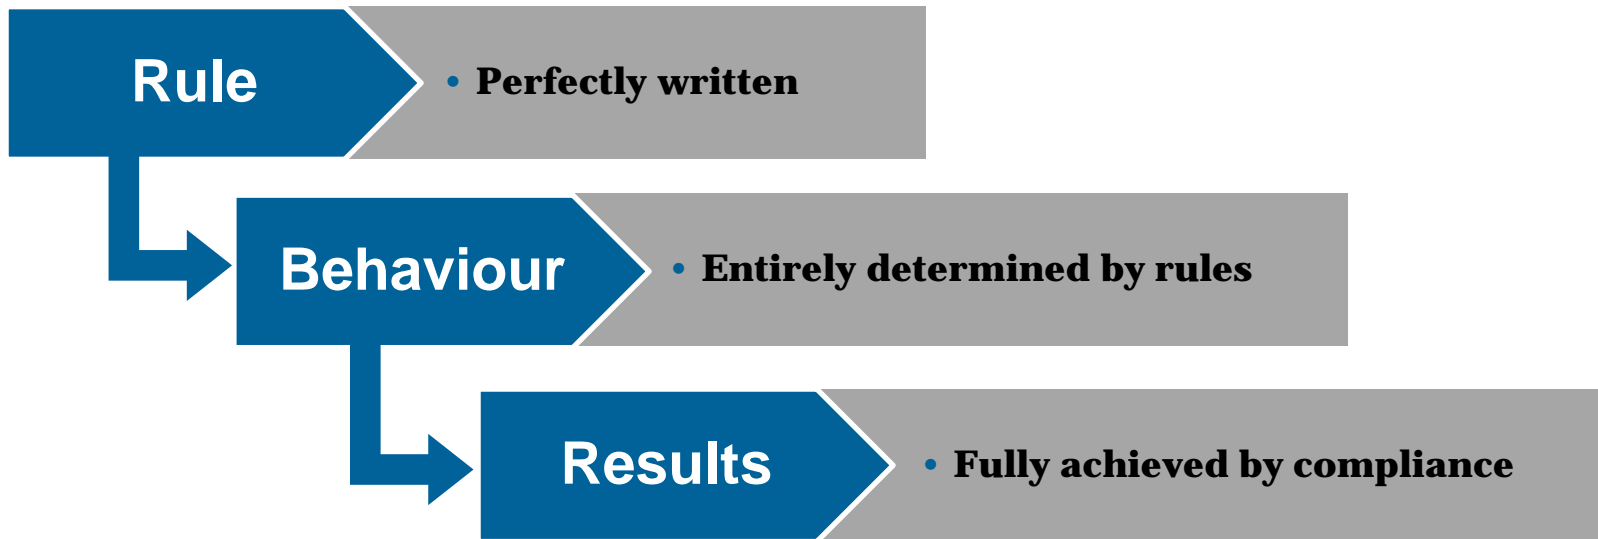 Rule
• Perfectly written
Behaviour
• Entirely determined by rules
Results
• Fully achieved by compliance